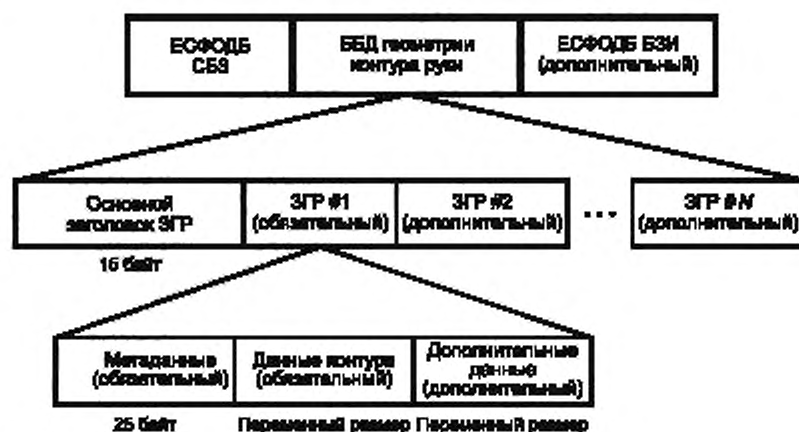 ЕСФОДБ
СБЗ
ББД геометрии
контура руки
ЕСФОДБ БЗИ
(дополнительный)
Основной
заголовок ЗГР
ЗГР #1
(обязательный)
ЗГР #2
(дополнительный)
...
ЗГР # N
(дополнительный)
16 байт
Метаданные
(обязательный)
Данные контура
(обязательный)
Дополнительные
данные
(дополнительный)
25 байт
Переменный размер
Переменный размер